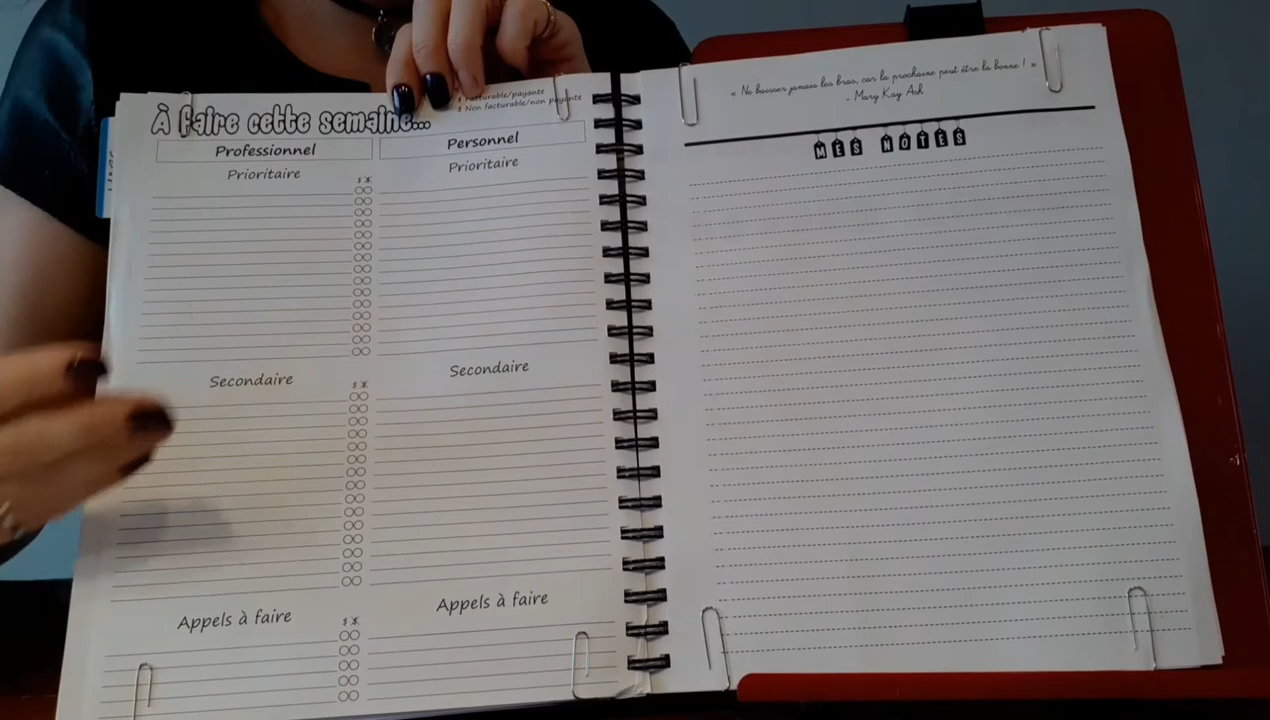 À faire cette semaine...
$ Facturable/payante
$ Non facturable/non payante
Professionnel
Personnel
Prioritaire
Prioritaire
Secondaire
Secondaire
Appels à faire
Appels à faire
« Ne baisser jamais les bras, car la prochaine peut être la bonne ! »
- Mary Kay Ash
MES NOTES